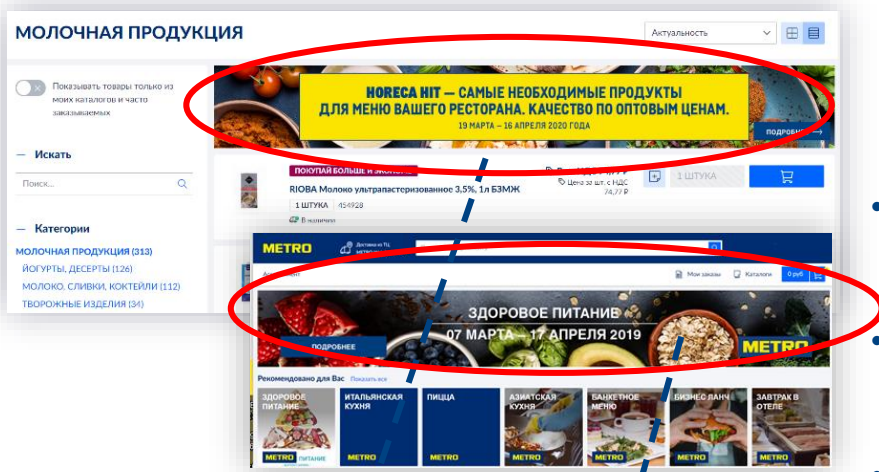 МОЛОЧНАЯ ПРОДУКЦИЯ
Актуальность
Показывать товары только из
моих каталогов и часто
заказываемых
HORECA HIT — САМЫЕ НЕОБХОДИМЫЕ ПРОДУКТЫ
ДЛЯ МЕНЮ ВАШЕГО РЕСТОРАНА. КАЧЕСТВО ПО ОПТОВЫМ ЦЕНАМ.
19 МАРТА – 16 АПРЕЛЯ 2020 ГОДА
ПОДРОБНЕЕ →
— Искать
Поиск...
ПОКУПАЙ БОЛЬШЕ И
RIOBA Молоко ультрапастеризованное 3,5%, 1л БЗМЖ
1 ШТУКА 454928
В наличии
Цена за шт. с НДС
74,77 ₽
1 ШТУКА
— Категории
МОЛОЧНАЯ ПРОДУКЦИЯ (313)
ЙОГУРТЫ, ДЕСЕРТЫ (126)
МОЛОКО, СЛИВКИ, КОКТЕЙЛИ (112)
ТВОРОЖНЫЕ ИЗДЕЛИЯ (34)
METRO
Доставка из ТЦ
Мои заказы
Каталоги
0 руб
ЗДОРОВОЕ ПИТАНИЕ
07 МАРТА – 17 АПРЕЛЯ 2019
ПОДРОБНЕЕ
METRO
Рекомендовано для Вас Показать все
ЗДОРОВОЕ
ПИТАНИЕ
METRO ПИТАНИЕ
ИТАЛЬЯНСКАЯ
КУХНЯ
METRO
ПИЦЦА
METRO
АЗИАТСКАЯ
КУХНЯ
METRO
БАНКЕТНОЕ
МЕНЮ
METRO
БИЗНЕС ЛАНЧ
METRO
ЗАВТРАК В
ОТЕЛЕ
METRO